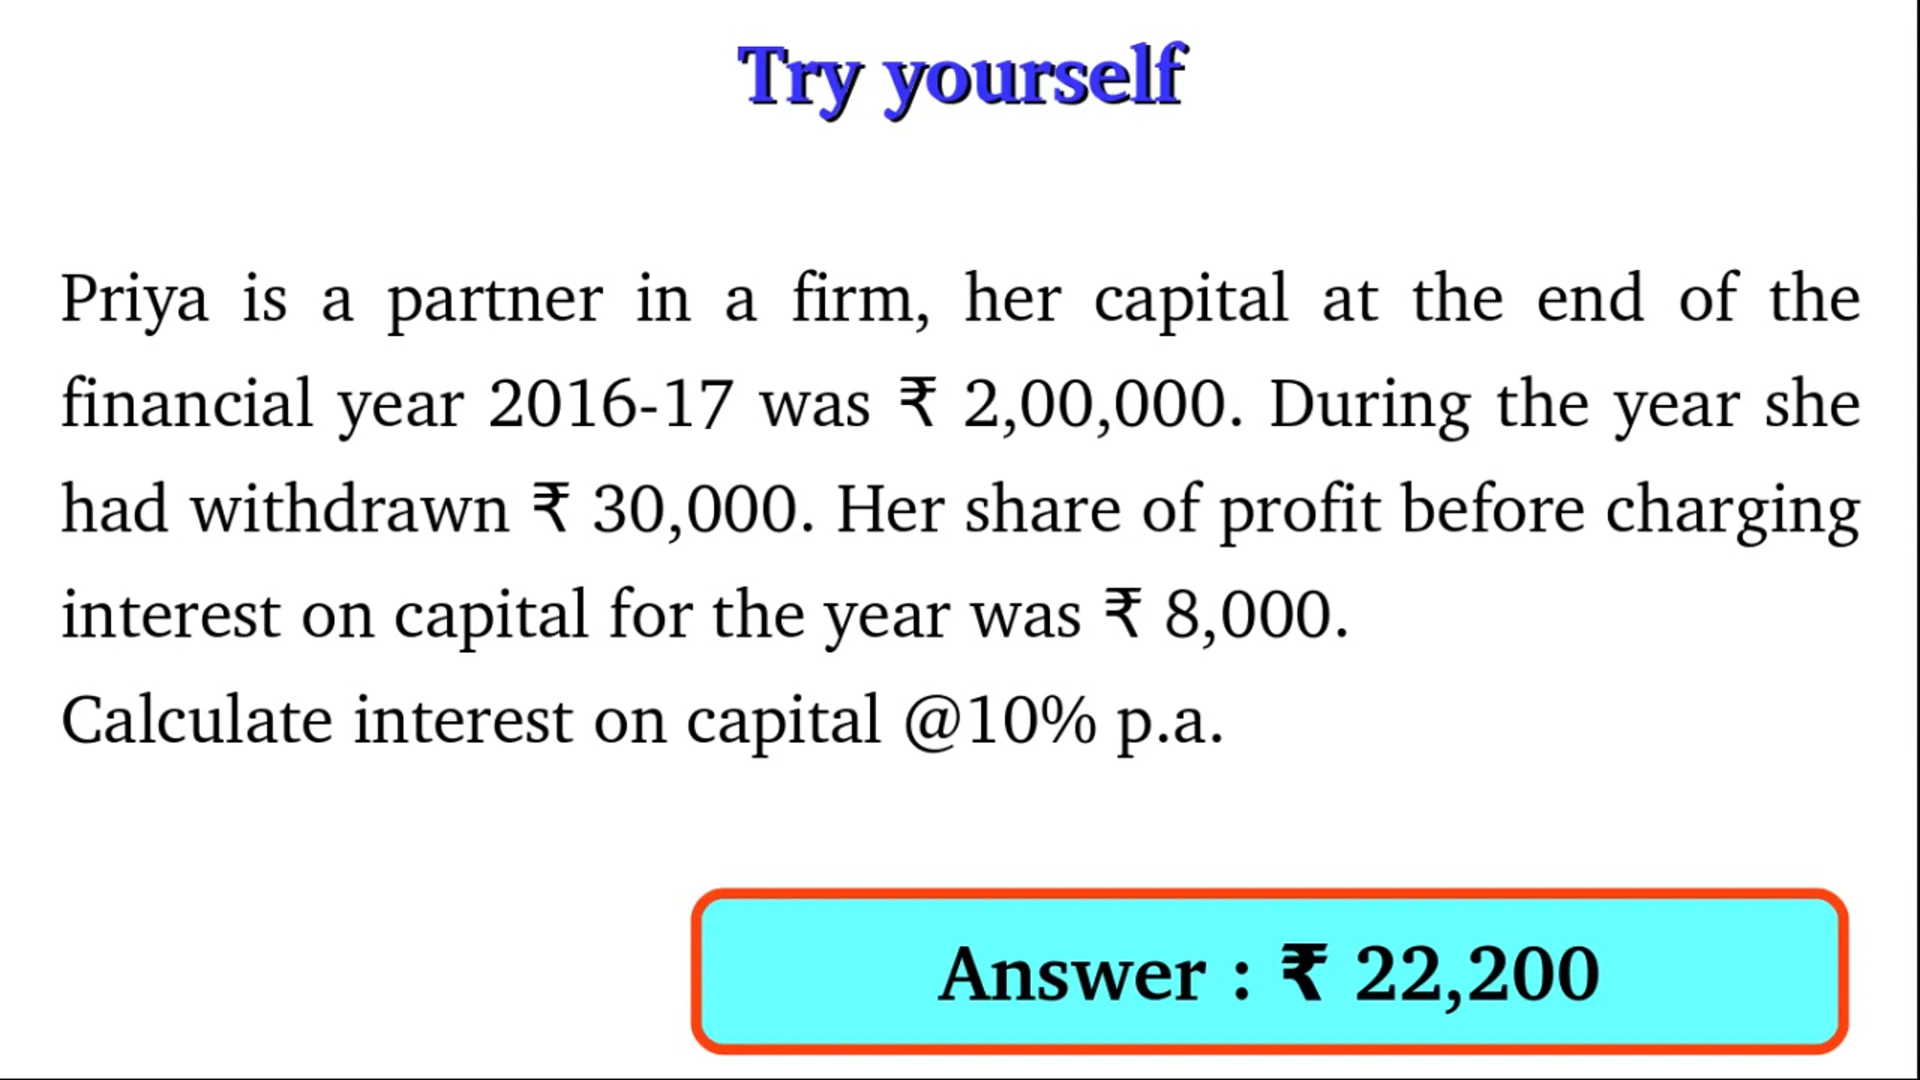 Try yourself
Priya is a partner in a firm, her capital at the end of the
financial year 2016-17 was ₹ 2,00,000. During the year she
had withdrawn ₹ 30,000. Her share of profit before charging
interest on capital for the year was ₹ 8,000.
Calculate interest on capital @10% p.a.
Answer : ₹ 22,200